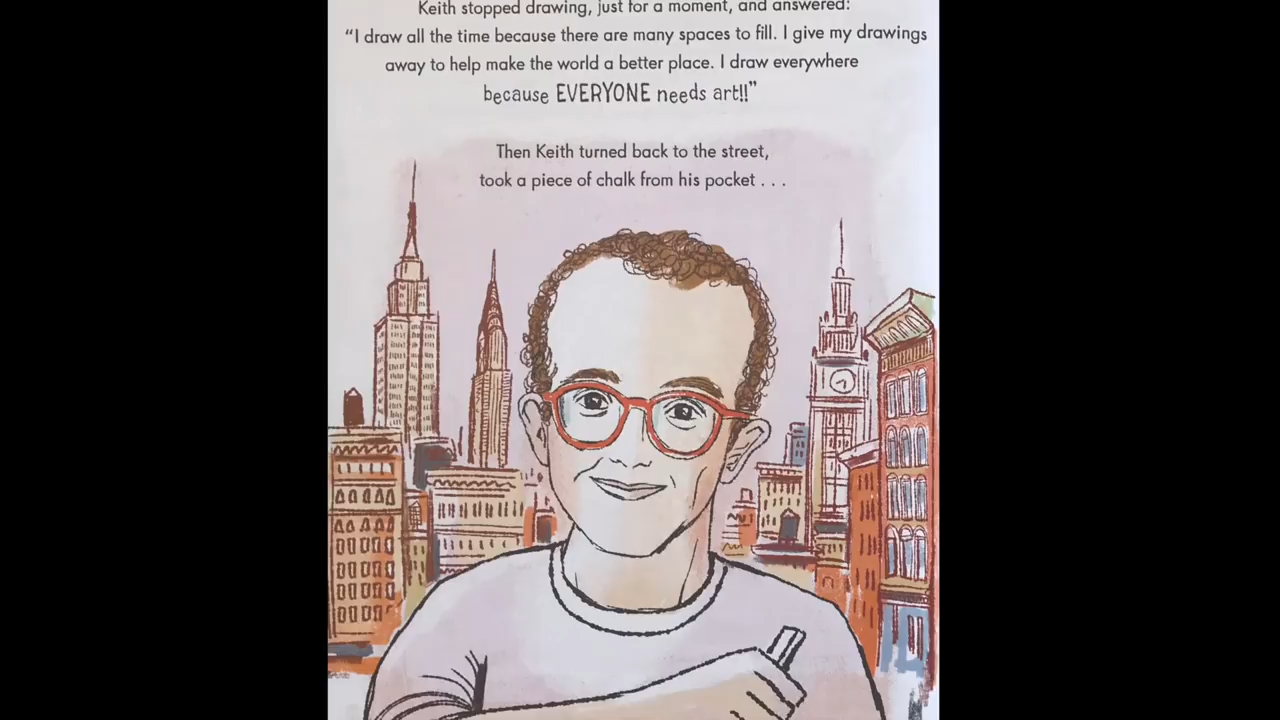 Keith stopped drawing, just for a moment, and answered:
“I draw all the time because there are many spaces to fill. I give my drawings
away to help make the world a better place. I draw everywhere
because EVERYONE needs art!!”
Then Keith turned back to the street,
took a piece of chalk from his pocket . . .